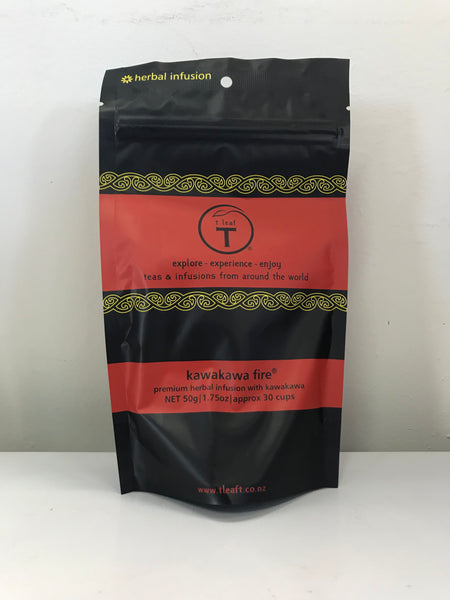 herbal infusion
t leaf
T®
explore - experience - enjoy
teas & infusions from around the world
kawakawa fire®
premium herbal infusion with kawakawa
NET 50g|1.75oz|approx 30 cups
www.tleaft.co.nz